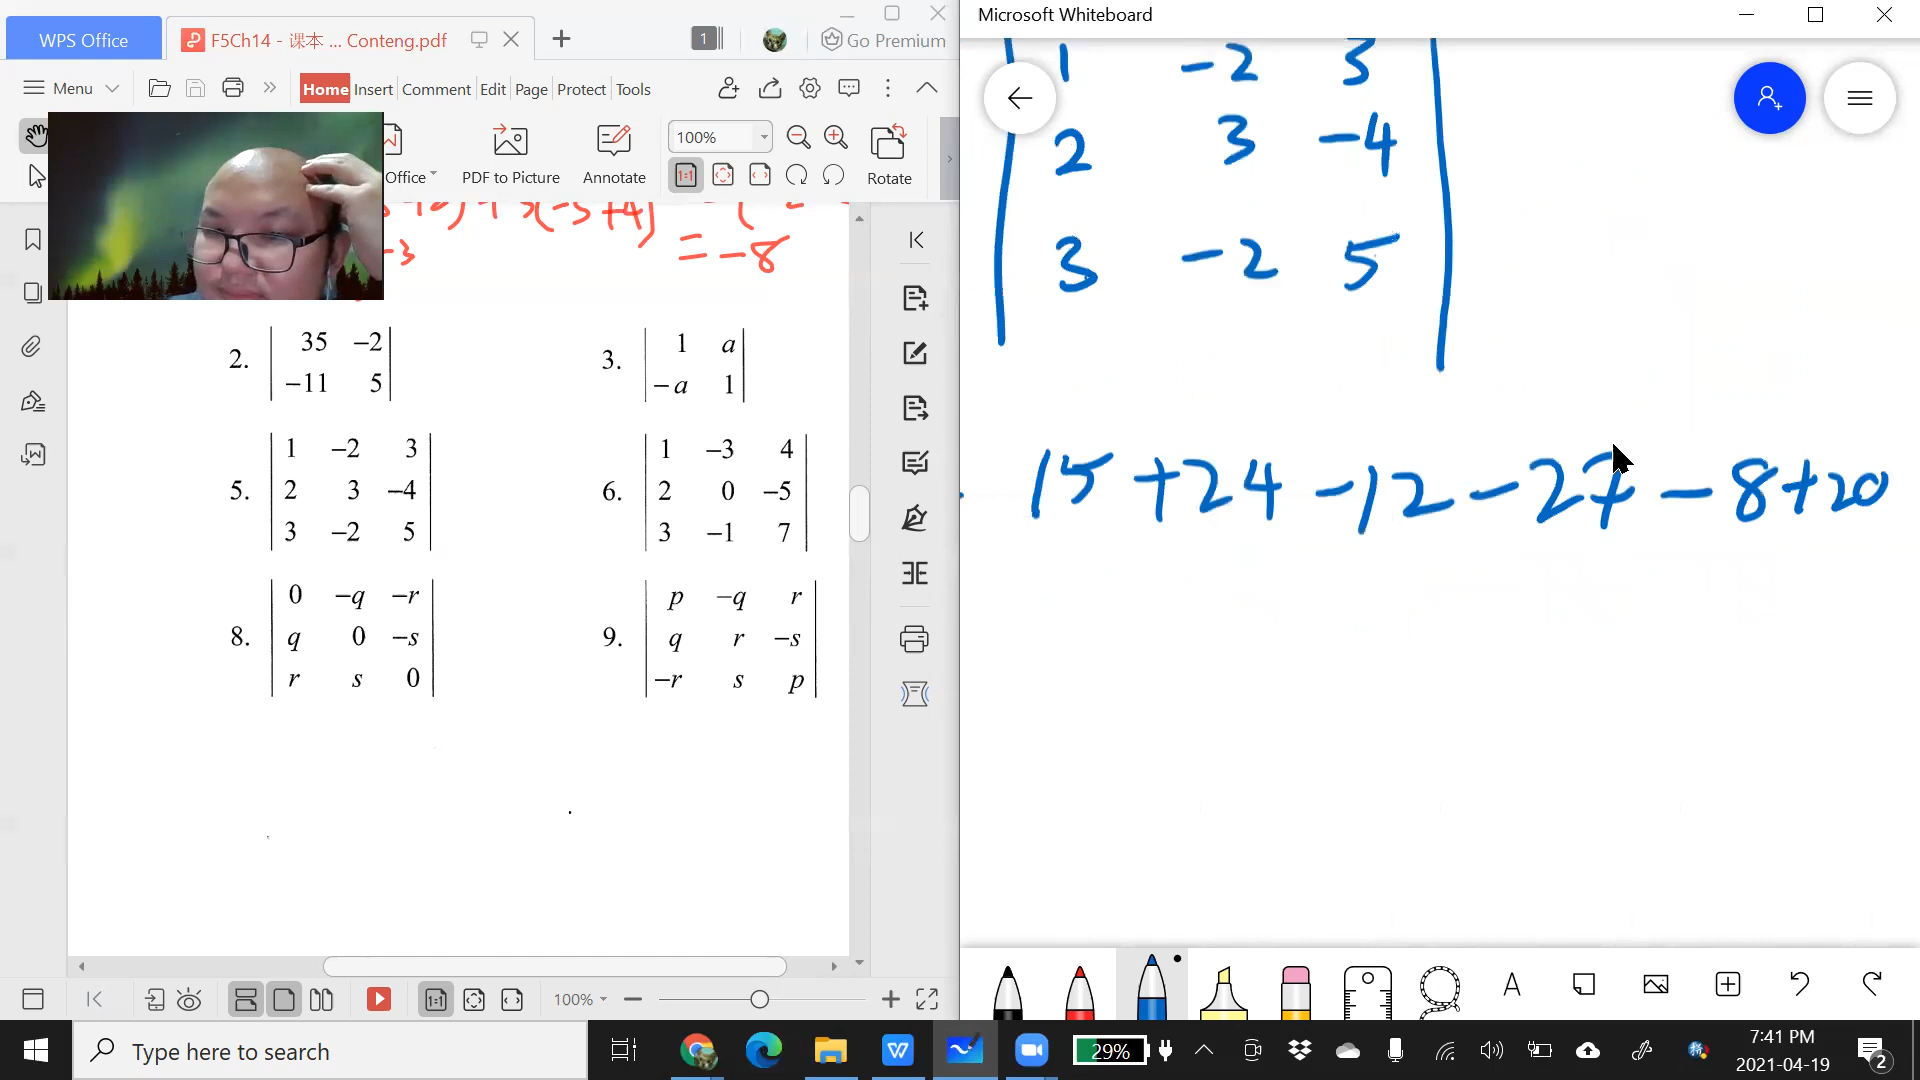 WPS Office
F5Ch14 - 课本 ... Conteng.pdf
1
Go Premium
Menu
Home Insert Comment Edit Page Protect Tools
Office
PDF to Picture
Annotate
100%
Rotate
= -8
2. | 35 -2 |
| -11 5 |
3. | 1 a |
| -a 1 |
5. | 1 -2 3 |
| 2 3 -4 |
| 3 -2 5 |
6. | 1 -3 4 |
| 2 0 -5 |
| 3 -1 7 |
8. | 0 -q -r |
| q 0 -s |
| r s 0 |
9. | p -q r |
| q r -s |
| -r s p |
100%
Microsoft Whiteboard
1 -2 3
2 3 -4
3 -2 5
15 +24 -12 -27 -8+20
Type here to search
29%
7:41 PM
2021-04-19
2